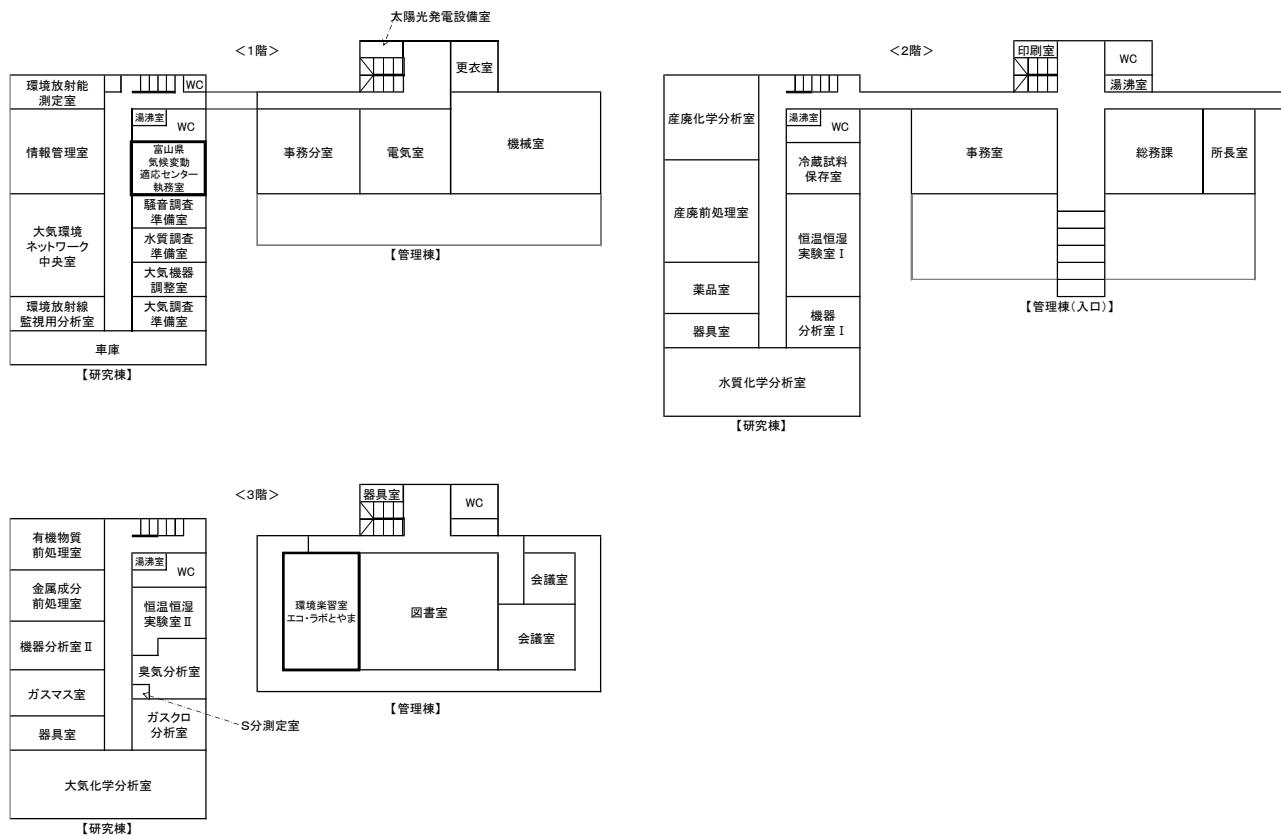 太陽光発電設備室
＜1階＞
更衣室
環境放射能
測定室
WC
湯沸室
WC
情報管理室
富山県
気候変動
適応センター
執務室
事務分室
電気室
機械室
騒音調査
準備室
大気環境
ネットワーク
中央室
水質調査
準備室
大気機器
調整室
環境放射線
監視用分析室
大気調査
準備室
車庫
【管理棟】
【研究棟】
＜2階＞
印刷室
WC
湯沸室
産廃化学分析室
湯沸室
WC
冷蔵試料
保存室
事務室
総務課
所長室
産廃前処理室
恒温恒湿
実験室Ⅰ
薬品室
機器
分析室Ⅰ
器具室
水質化学分析室
【管理棟（入口）】
【研究棟】
＜3階＞
器具室
WC
有機物質
前処理室
湯沸室
WC
金属成分
前処理室
恒温恒湿
実験室Ⅱ
機器分析室Ⅱ
臭気分析室
ガスマス室
ガスクロ
分析室
S分測定室
器具室
大気化学分析室
【研究棟】
環境楽習室
エコ・ラボとやま
図書室
会議室
会議室
【管理棟】